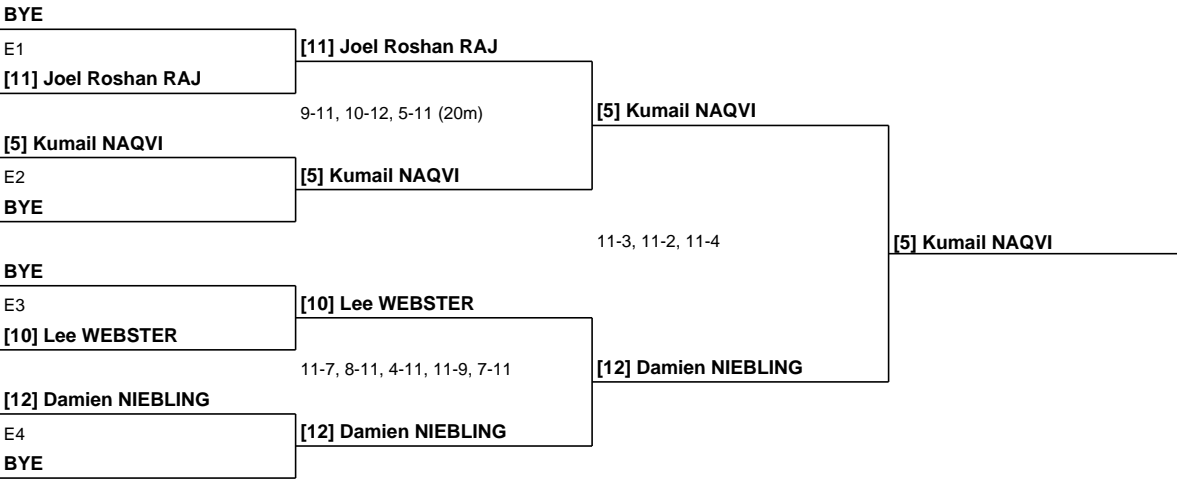 BYE
E1
[11] Joel Roshan RAJ
[11] Joel Roshan RAJ
9-11, 10-12, 5-11 (20m)
[5] Kumail NAQVI
[5] Kumail NAQVI
E2
[5] Kumail NAQVI
BYE
11-3, 11-2, 11-4
[5] Kumail NAQVI
BYE
E3
[10] Lee WEBSTER
[10] Lee WEBSTER
11-7, 8-11, 4-11, 11-9, 7-11
[12] Damien NIEBLING
[12] Damien NIEBLING
E4
[12] Damien NIEBLING
BYE